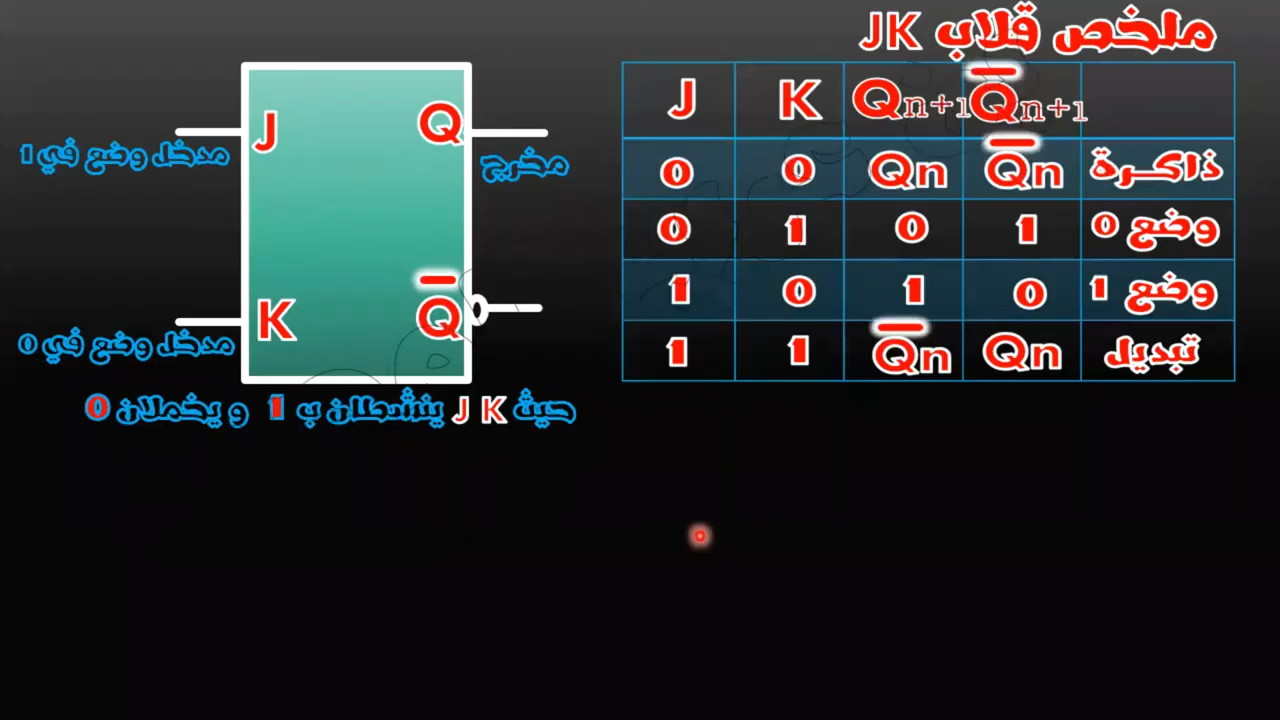 ملخص قلاب JK
J K Qn+1 Q̅n+1
0 0 Qn Q̅n ذاكرة
0 1 0 1 وضع 0
1 0 1 0 وضع 1
1 1 Q̅n Qn تبديل
J Q
مدخل وضع في 1
مخرج
K Q̅
مدخل وضع في 0
حيث J K ينشطان ب 1 و يخملان 0